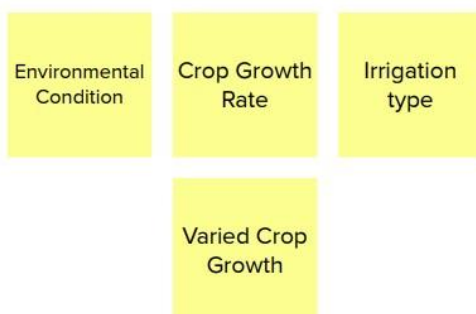 Environmental
Condition
Crop Growth
Rate
Irrigation
type
Varied Crop
Growth